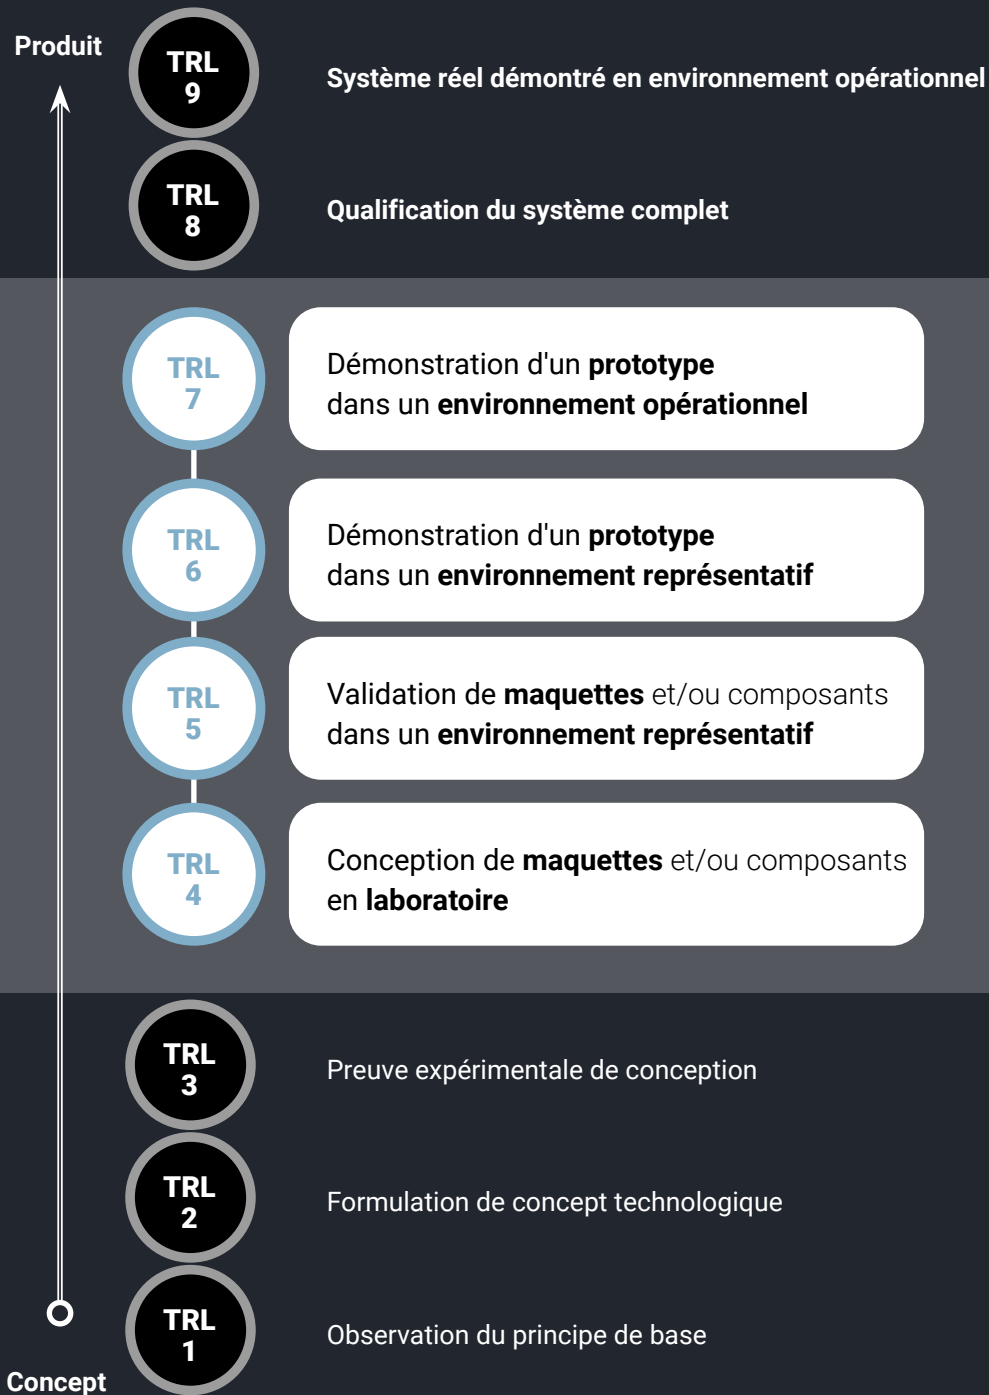 Produit
TRL
9
Système réel démontré en environnement opérationnel
TRL
8
Qualification du système complet
TRL
7
Démonstration d'un prototype
dans un environnement opérationnel
TRL
6
Démonstration d'un prototype
dans un environnement représentatif
TRL
5
Validation de maquettes et/ou composants
dans un environnement représentatif
TRL
4
Conception de maquettes et/ou composants
en laboratoire
TRL
3
Preuve expérimentale de conception
TRL
2
Formulation de concept technologique
TRL
1
Observation du principe de base
Concept